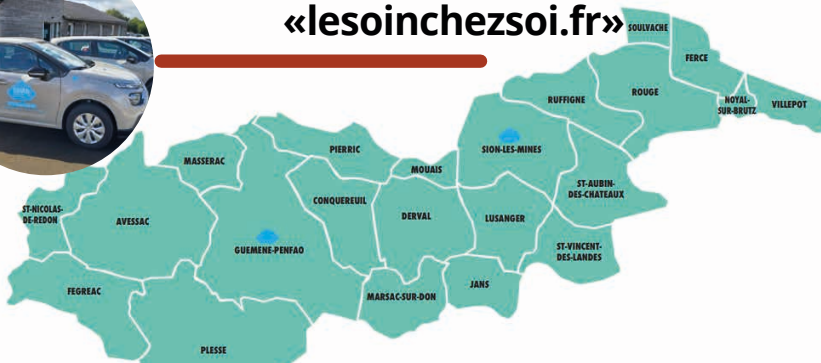 «lesoinchezsoi.fr»
SOULVACHE
FERCE
ROUGE
RUFFIGNE
NOYAL-
SUR-BRUTZ
VILLEPOT
PIERRIC
SION-LES-MINES
MASSERAC
MOUAIS
ST-AUBIN-
DES-CHATEAUX
CONQUEREUIL
ST-NICOLAS-
DE-REDON
AVESSAC
DERVAL
LUSANGER
GUEMENE-PENFAO
ST-VINCENT-
DES-LANDES
FEGREAC
MARSAC-SUR-DON
JANS
PLESSE